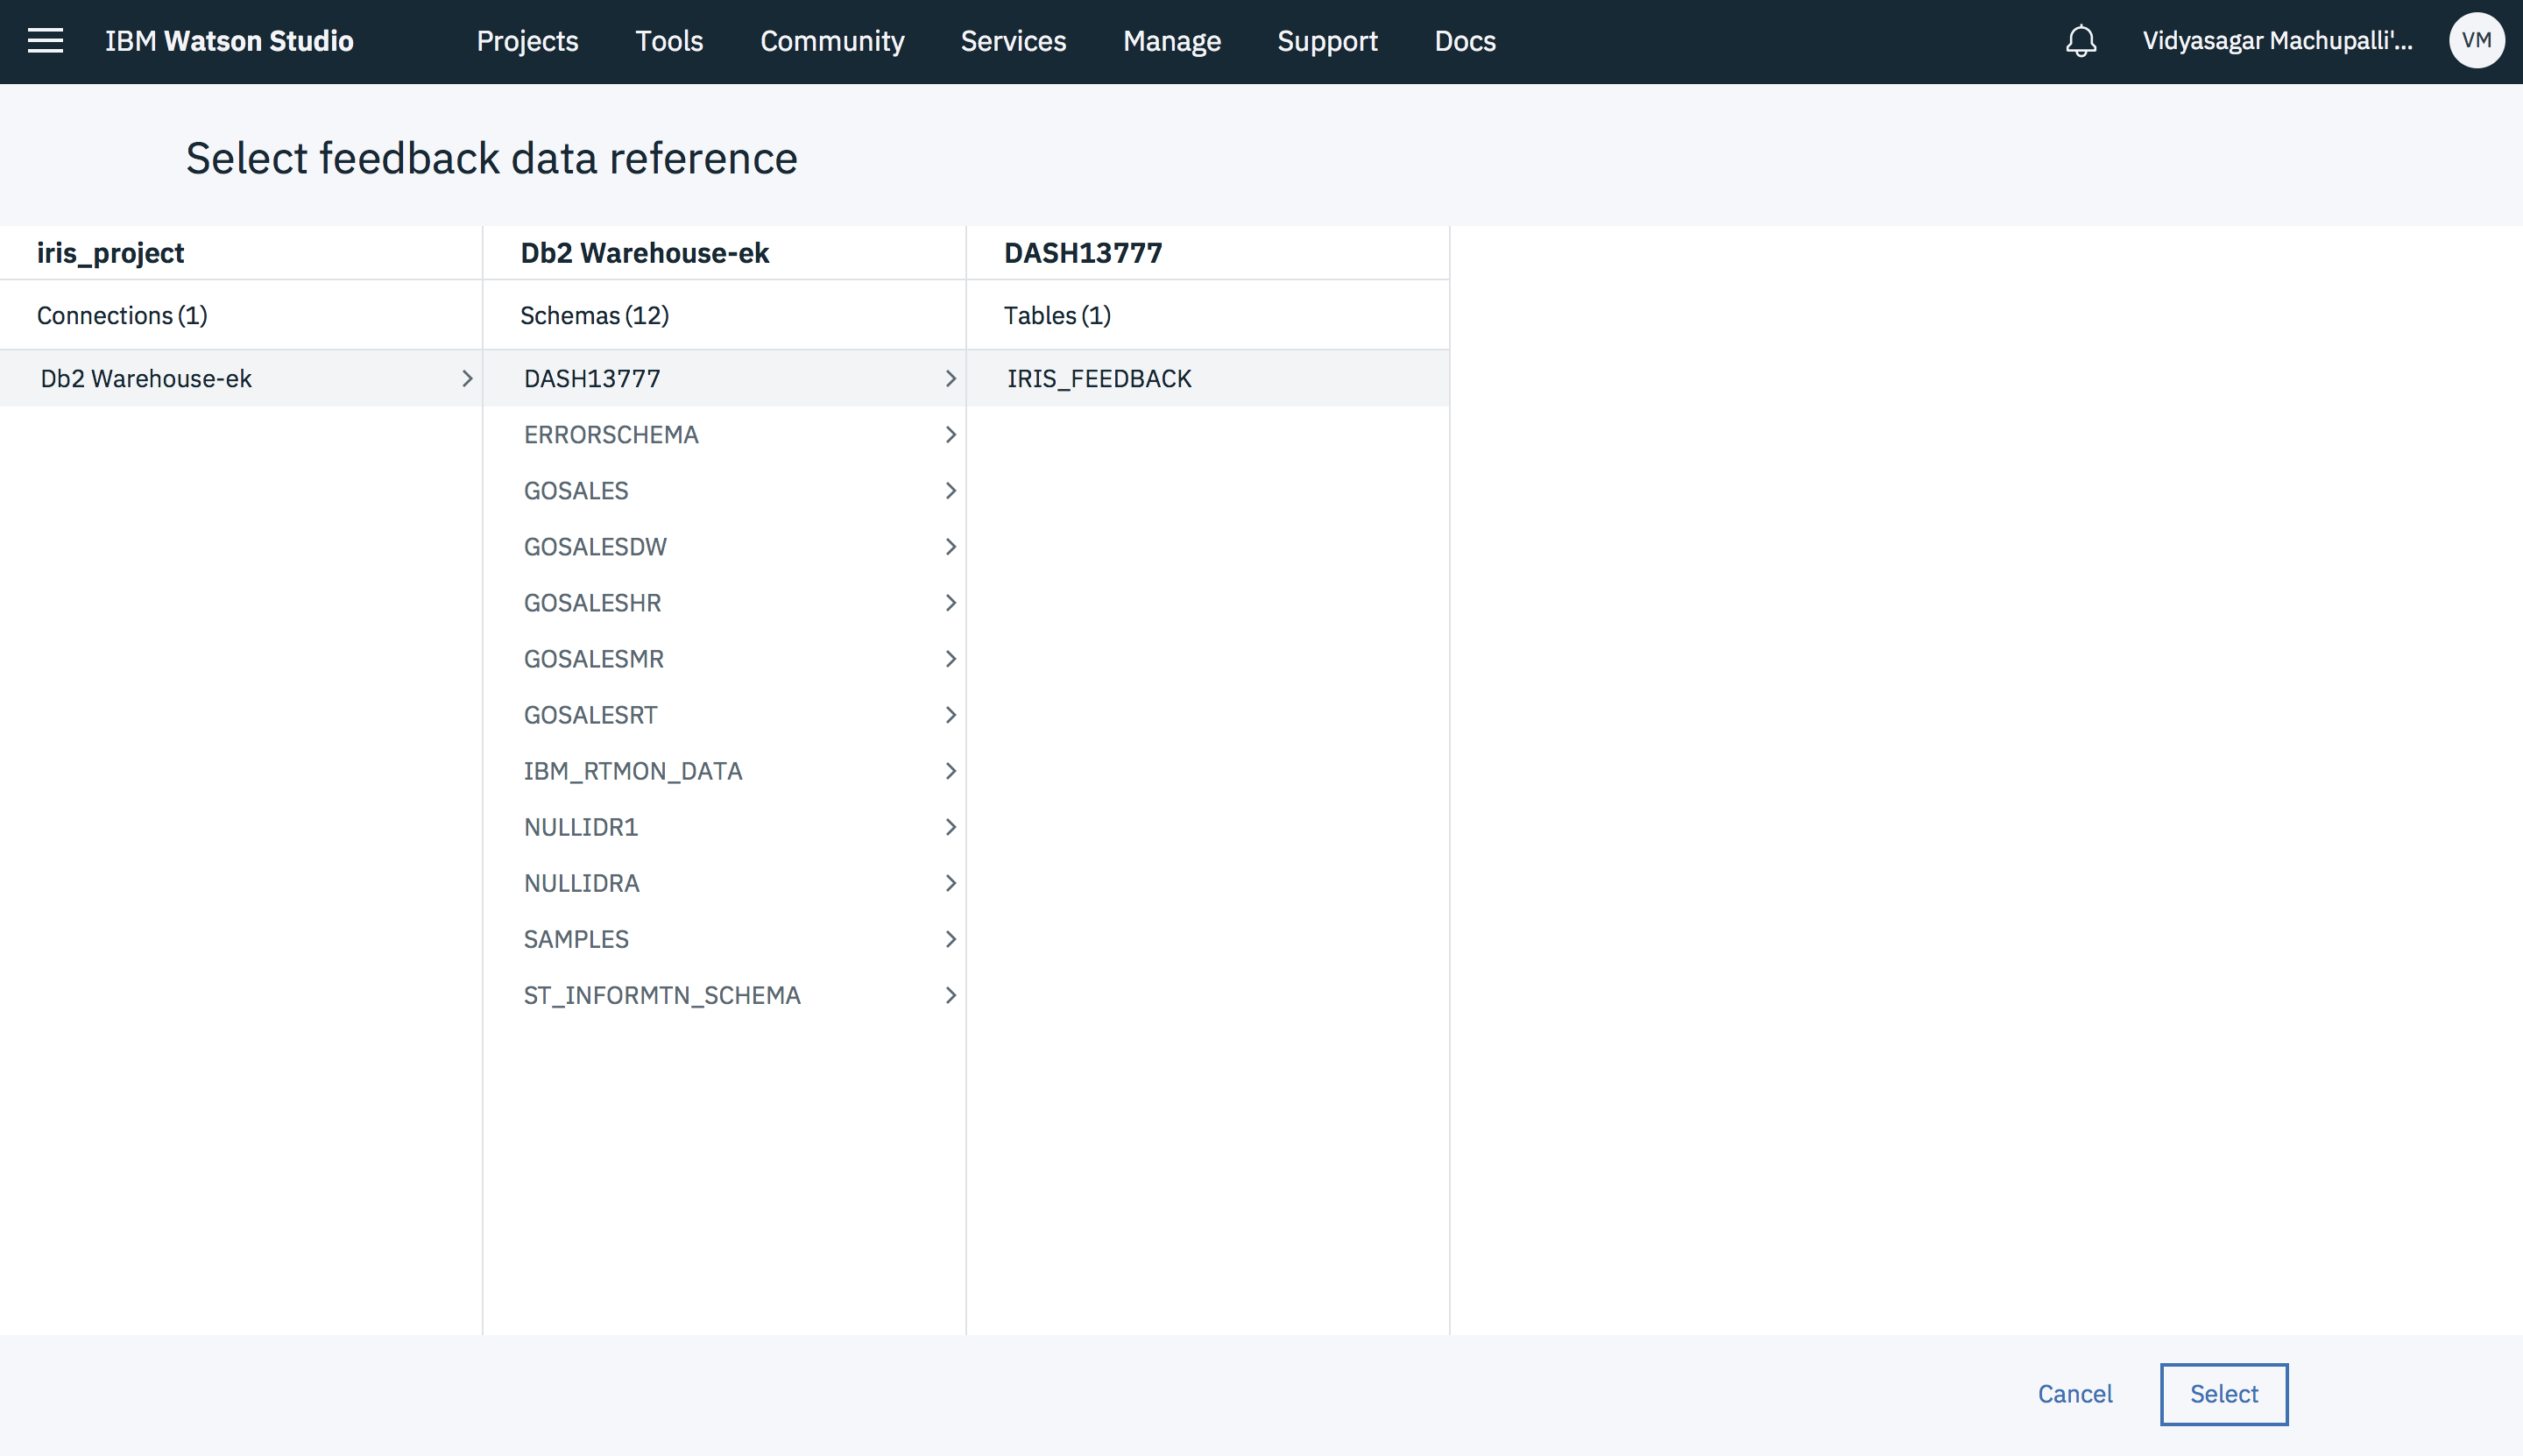 IBM Watson Studio Projects Tools Community Services Manage Support Docs Vidyasagar Machupalli'... VM
Select feedback data reference
iris_project Db2 Warehouse-ek DASH13777
Connections (1) Schemas (12) Tables (1)
Db2 Warehouse-ek DASH13777 IRIS_FEEDBACK
ERRORSCHEMA
GOSALES
GOSALESDW
GOSALESHR
GOSALESMR
GOSALESRT
IBM_RTMON_DATA
NULLIDR1
NULLIDRA
SAMPLES
ST_INFORMTN_SCHEMA
Cancel Select